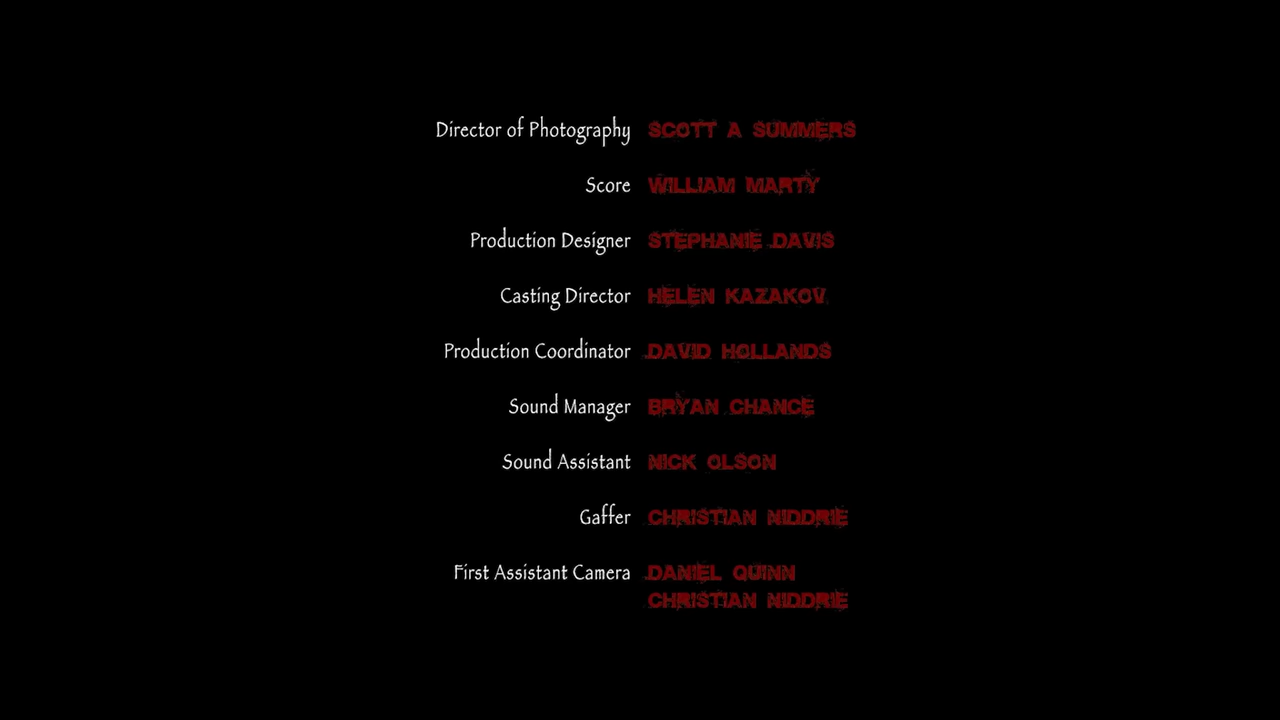 Director of Photography SCOTT A SUMMERS
Score WILLIAM MARTY
Production Designer STEPHANIE DAVIS
Casting Director HELEN KAZAKOV
Production Coordinator DAVID HOLLANDS
Sound Manager BRYAN CHANCE
Sound Assistant NICK OLSON
Gaffer CHRISTIAN NIDDRIE
First Assistant Camera DANIEL QUINN
CHRISTIAN NIDDRIE